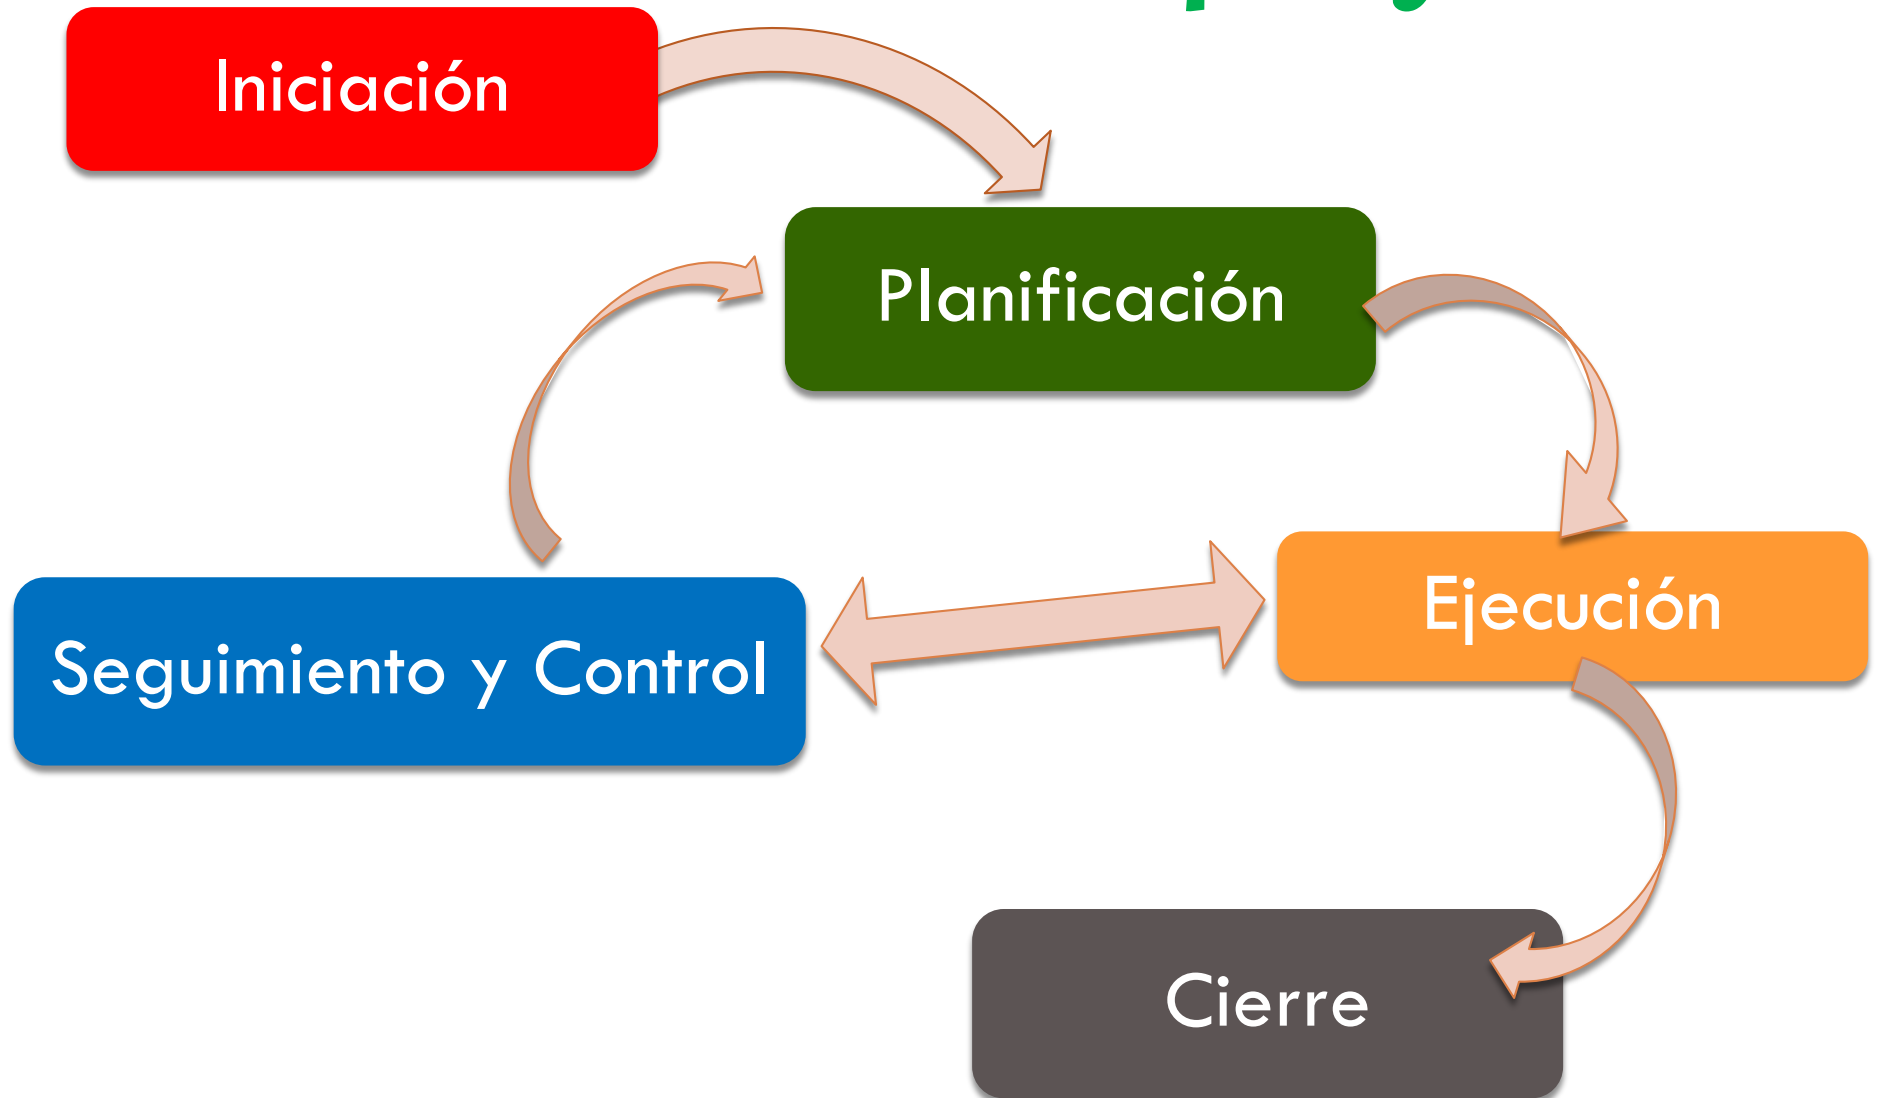 Iniciación
Planificación
Ejecución
Seguimiento y Control
Cierre